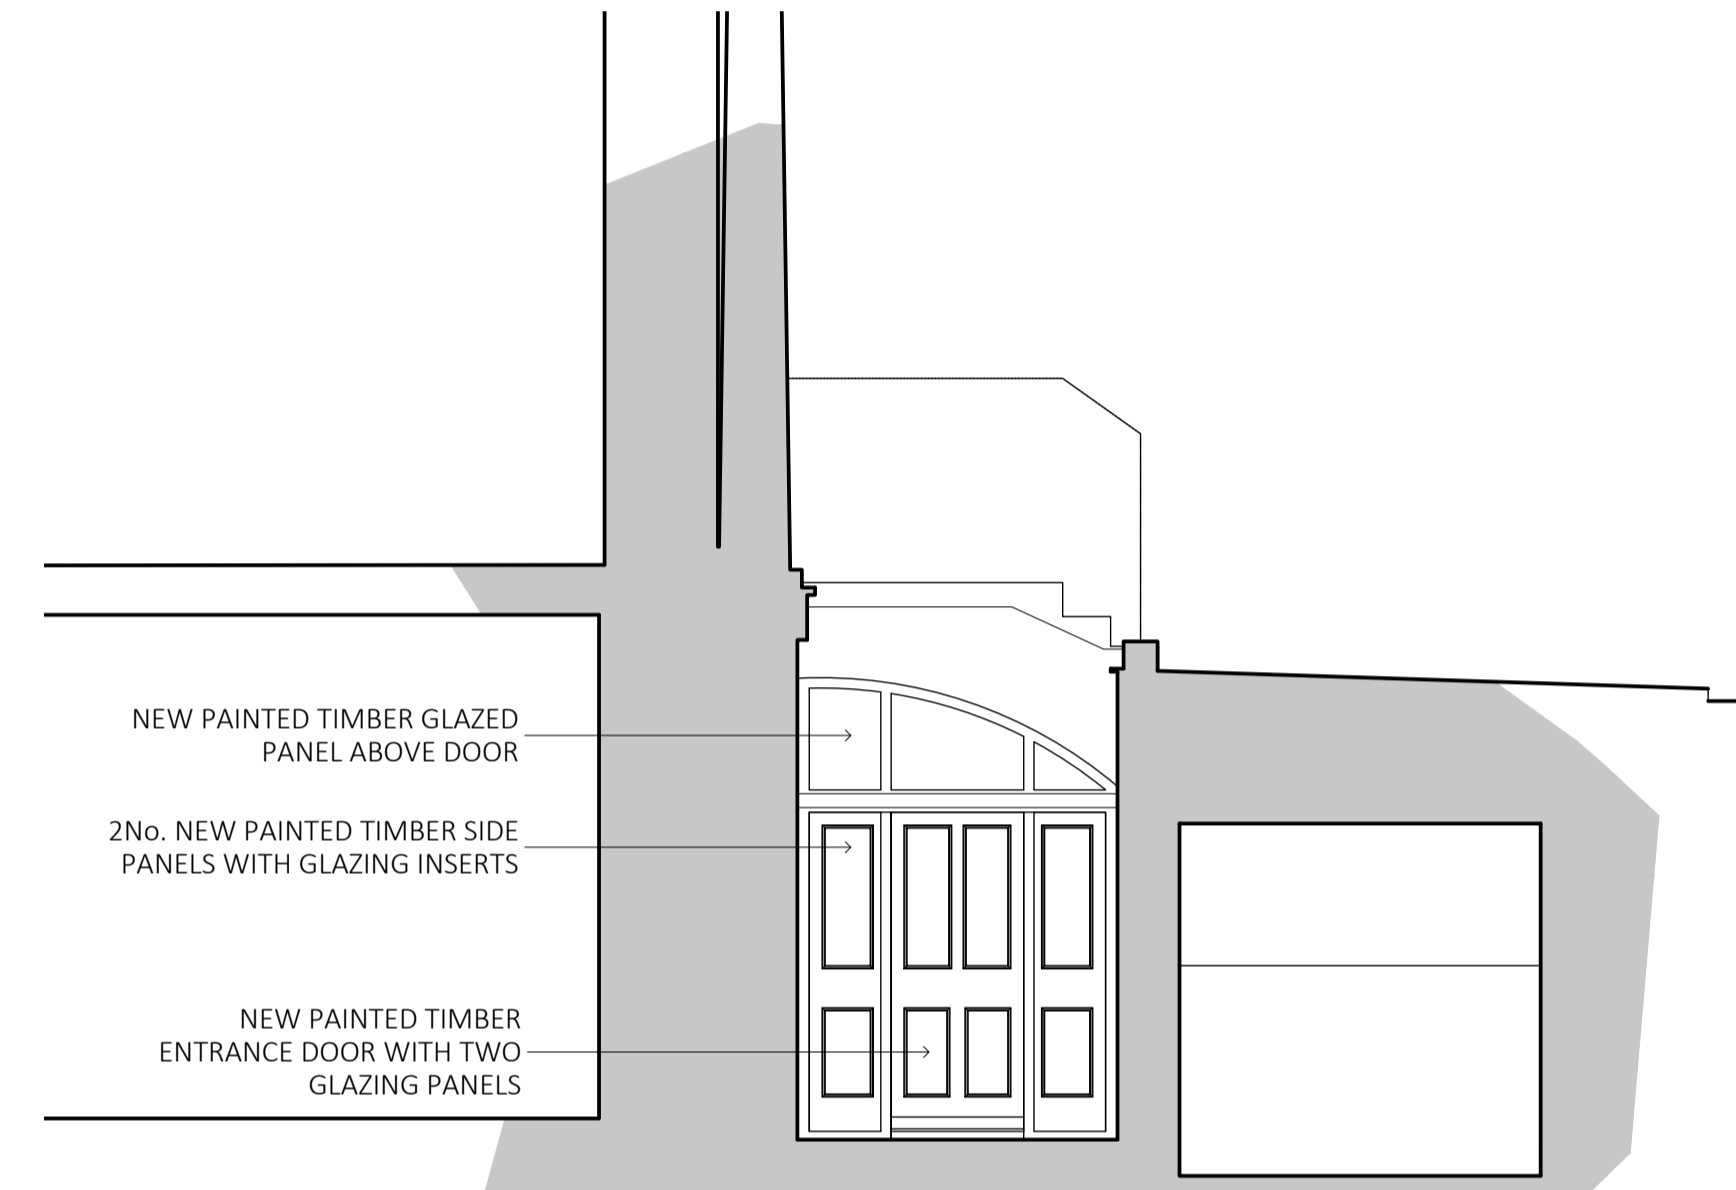 NEW PAINTED TIMBER GLAZED
PANEL ABOVE DOOR
2No. NEW PAINTED TIMBER SIDE
PANELS WITH GLAZING INSERTS
NEW PAINTED TIMBER
ENTRANCE DOOR WITH TWO
GLAZING PANELS